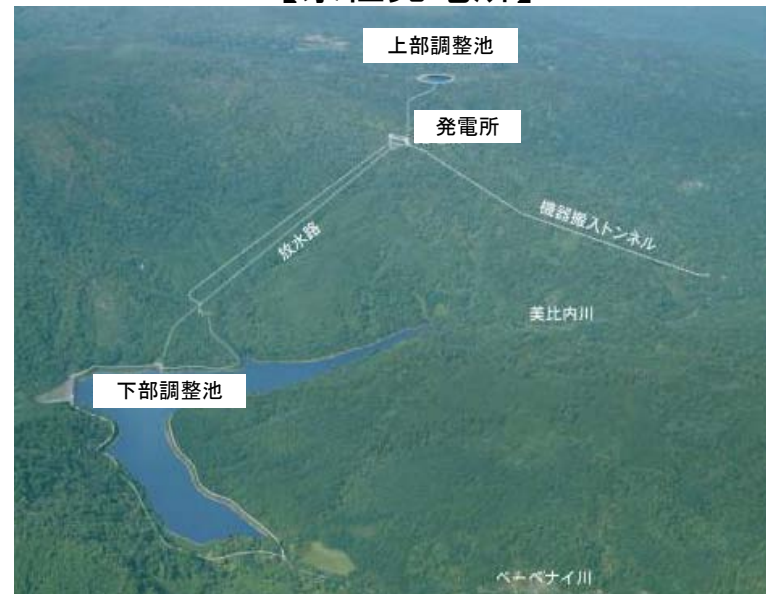 上部調整池
発電所
機器搬入トンネル
放水路
美比内川
下部調整池
ペーペナイ川